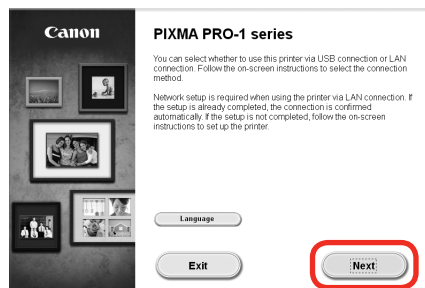 Canon
PIXMA PRO-1 series
You can select whether to use this printer via USB connection or LAN
connection. Follow the on-screen instructions to select the connection
method.
Network setup is required when using the printer via LAN connection. If
the setup is already completed, the connection is confirmed
automatically. If the setup is not completed, follow the on-screen
instructions to set up the printer.
Language
Exit
Next